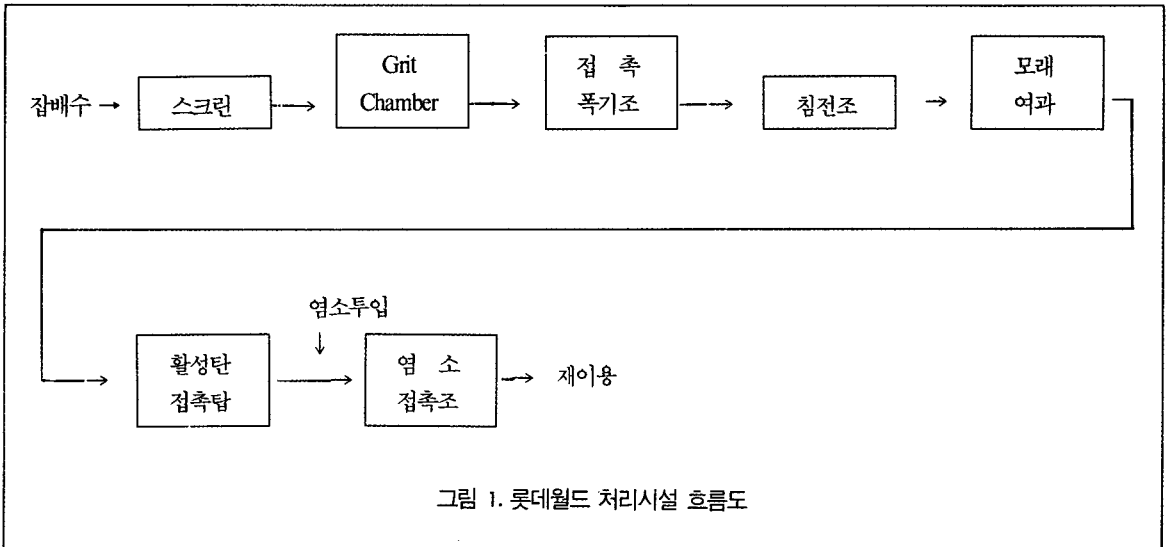 잡배수 →
스크린
Grit
Chamber
접 촉
폭기조
침전조
모래
여과
염소투입
활성탄
접촉탑
염 소
접촉조
재이용
그림 1. 롯데월드 처리시설 흐름도